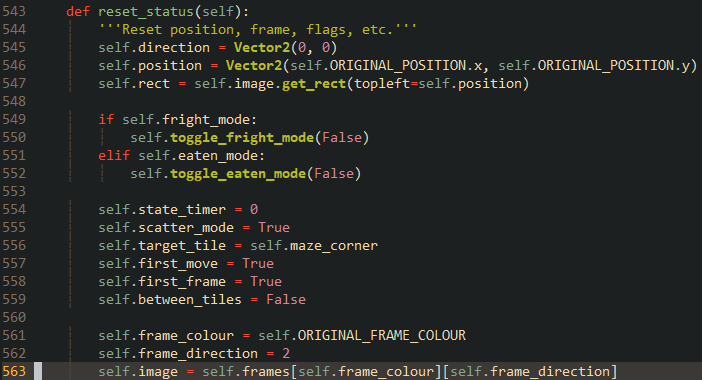 543 def reset_status(self):
544 '''Reset position, frame, flags, etc.'''
545 self.direction = Vector2(0, 0)
546 self.position = Vector2(self.ORIGINAL_POSITION.x, self.ORIGINAL_POSITION.y)
547 self.rect = self.image.get_rect(topleft=self.position)
548
549 if self.fright_mode:
550 self.toggle_fright_mode(False)
551 elif self.eaten_mode:
552 self.toggle_eaten_mode(False)
553
554 self.state_timer = 0
555 self.scatter_mode = True
556 self.target_tile = self.maze_corner
557 self.first_move = True
558 self.first_frame = True
559 self.between_tiles = False
560
561 self.frame_colour = self.ORIGINAL_FRAME_COLOUR
562 self.frame_direction = 2
563 self.image = self.frames[self.frame_colour][self.frame_direction]